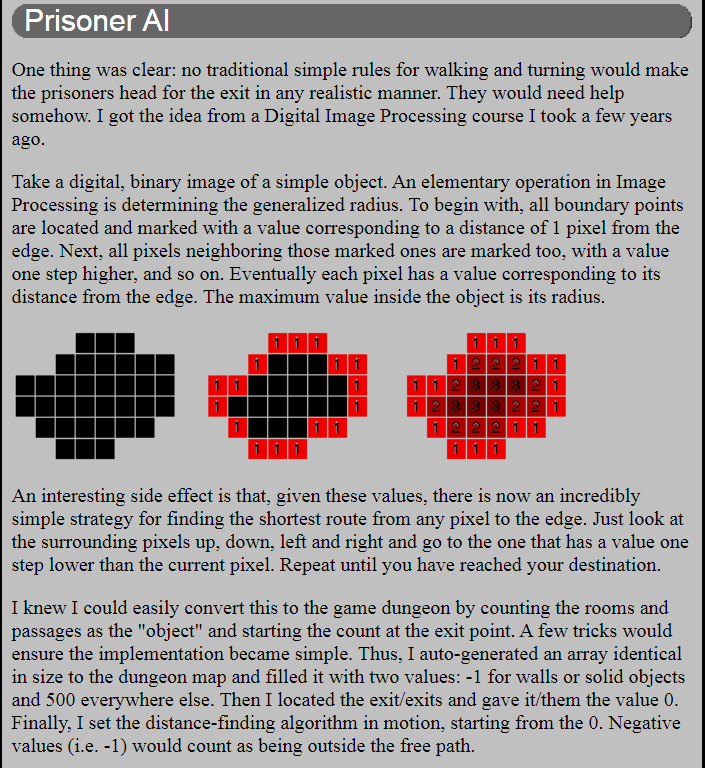 Prisoner AI
One thing was clear: no traditional simple rules for walking and turning would make
the prisoners head for the exit in any realistic manner. They would need help
somehow. I got the idea from a Digital Image Processing course I took a few years
ago.
Take a digital, binary image of a simple object. An elementary operation in Image
Processing is determining the generalized radius. To begin with, all boundary points
are located and marked with a value corresponding to a distance of 1 pixel from the
edge. Next, all pixels neighboring those marked ones are marked too, with a value
one step higher, and so on. Eventually each pixel has a value corresponding to its
distance from the edge. The maximum value inside the object is its radius.
1 1 1 1 1 1
1 1 1 1 2 2 2 1 1
1 1 1 1 1 2 3 3 3 2 1
1 1 1 2 3 3 3 2 2 1
1 1 1 1 2 2 2 1 1
1 1 1 1 1 1
An interesting side effect is that, given these values, there is now an incredibly
simple strategy for finding the shortest route from any pixel to the edge. Just look at
the surrounding pixels up, down, left and right and go to the one that has a value one
step lower than the current pixel. Repeat until you have reached your destination.
I knew I could easily convert this to the game dungeon by counting the rooms and
passages as the "object" and starting the count at the exit point. A few tricks would
ensure the implementation became simple. Thus, I auto-generated an array identical
in size to the dungeon map and filled it with two values: -1 for walls or solid objects
and 500 everywhere else. Then I located the exit/exits and gave it/them the value 0.
Finally, I set the distance-finding algorithm in motion, starting from the 0. Negative
values (i.e. -1) would count as being outside the free path.